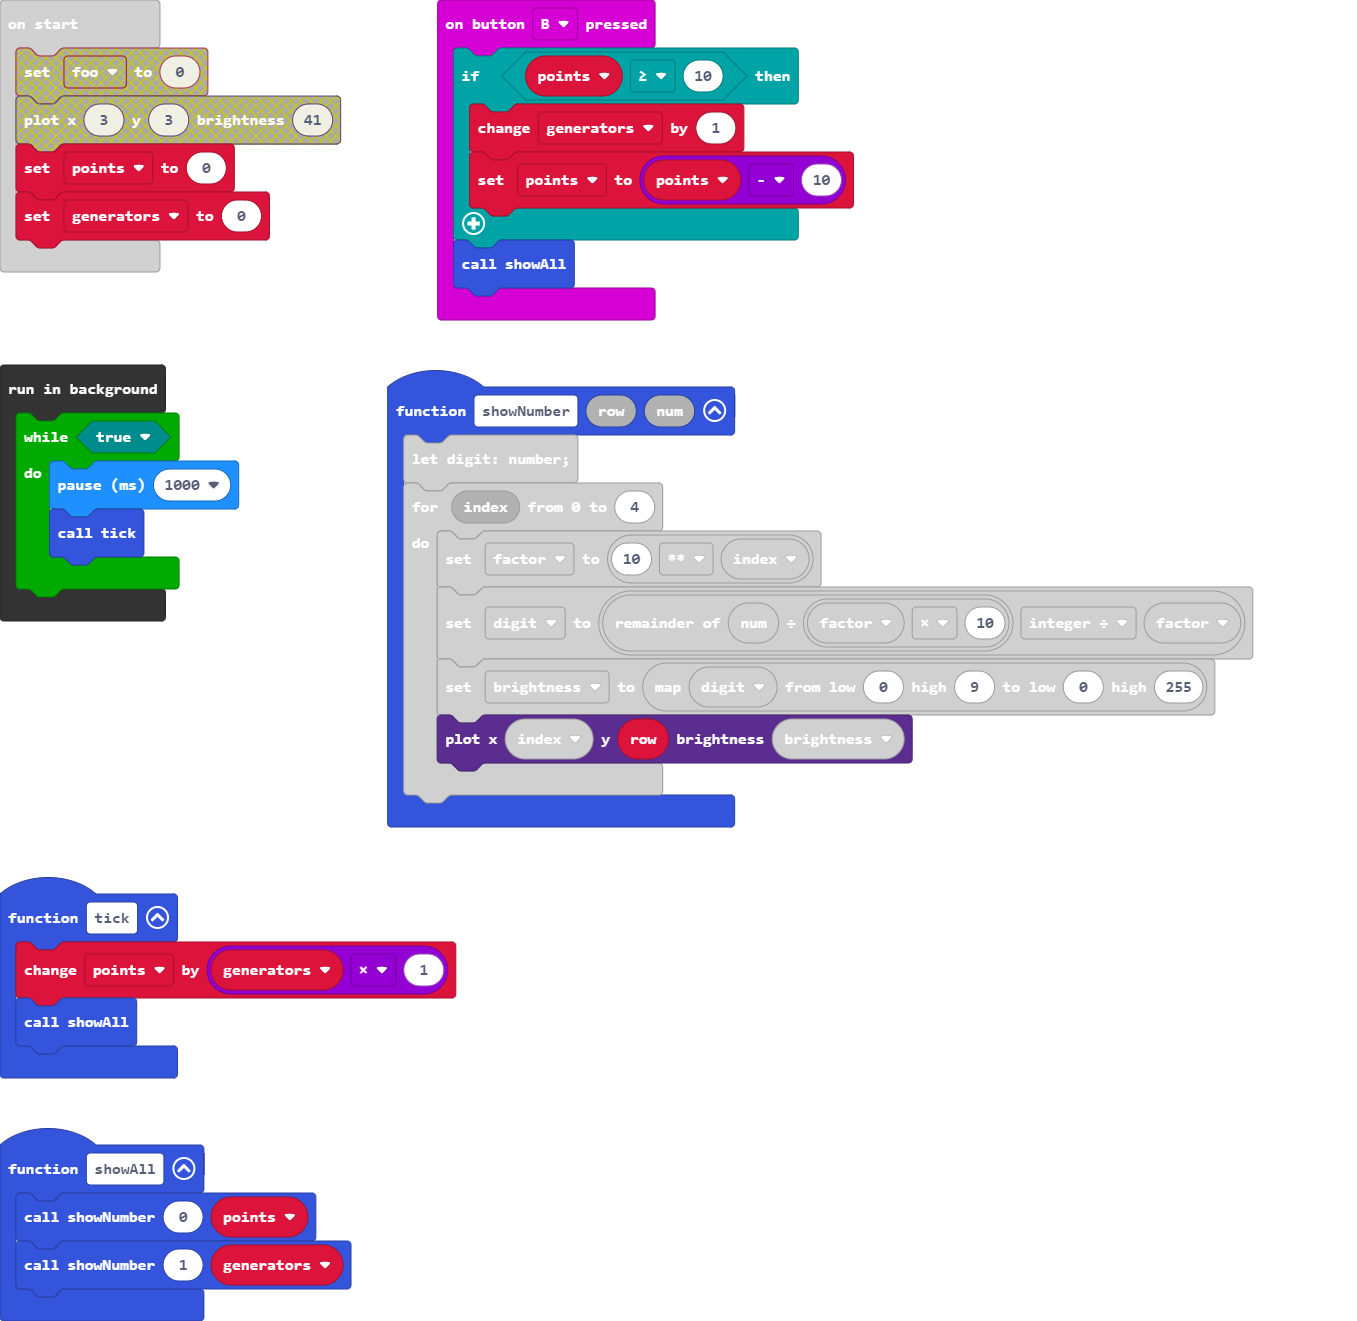 on start
set foo to 0
plot x 3 y 3 brightness 41
set points to 0
set generators to 0
on button B pressed
if points ≥ 10 then
change generators by 1
set points to points - 10
call showAll
run in background
while true
do
pause (ms) 1000
call tick
function showNumber row num
let digit: number;
for index from 0 to 4
do
set factor to 10 ** index
set digit to remainder of num ÷ factor × 10 integer ÷ factor
set brightness to map digit from low 0 high 9 to low 0 high 255
plot x index y row brightness brightness
function tick
change points by generators × 1
call showAll
function showAll
call showNumber 0 points
call showNumber 1 generators